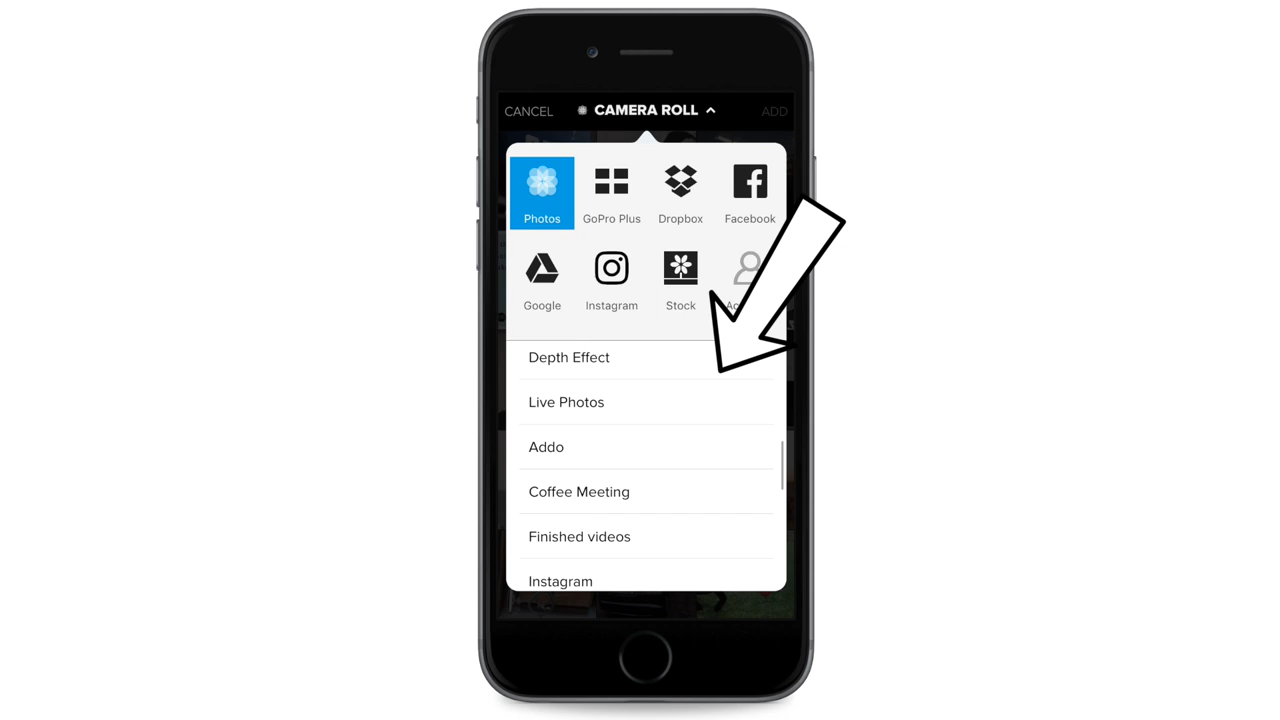 CANCEL CAMERA ROLL ADD
Photos GoPro Plus Dropbox Facebook
Google Instagram Stock
Depth Effect
Live Photos
Addo
Coffee Meeting
Finished videos
Instagram